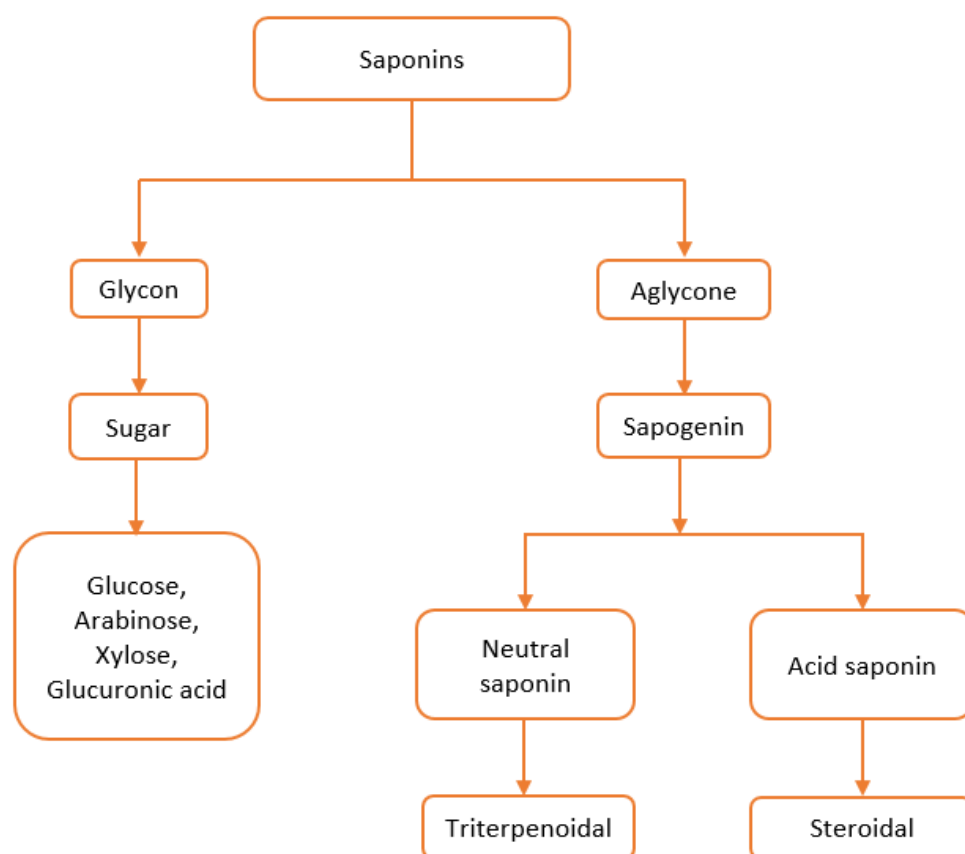 Saponins
Glycon
Aglycone
Sugar
Sapogenin
Glucose,
Arabinose,
Xylose,
Glucuronic acid
Neutral
saponin
Acid saponin
Triterpenoidal
Steroidal